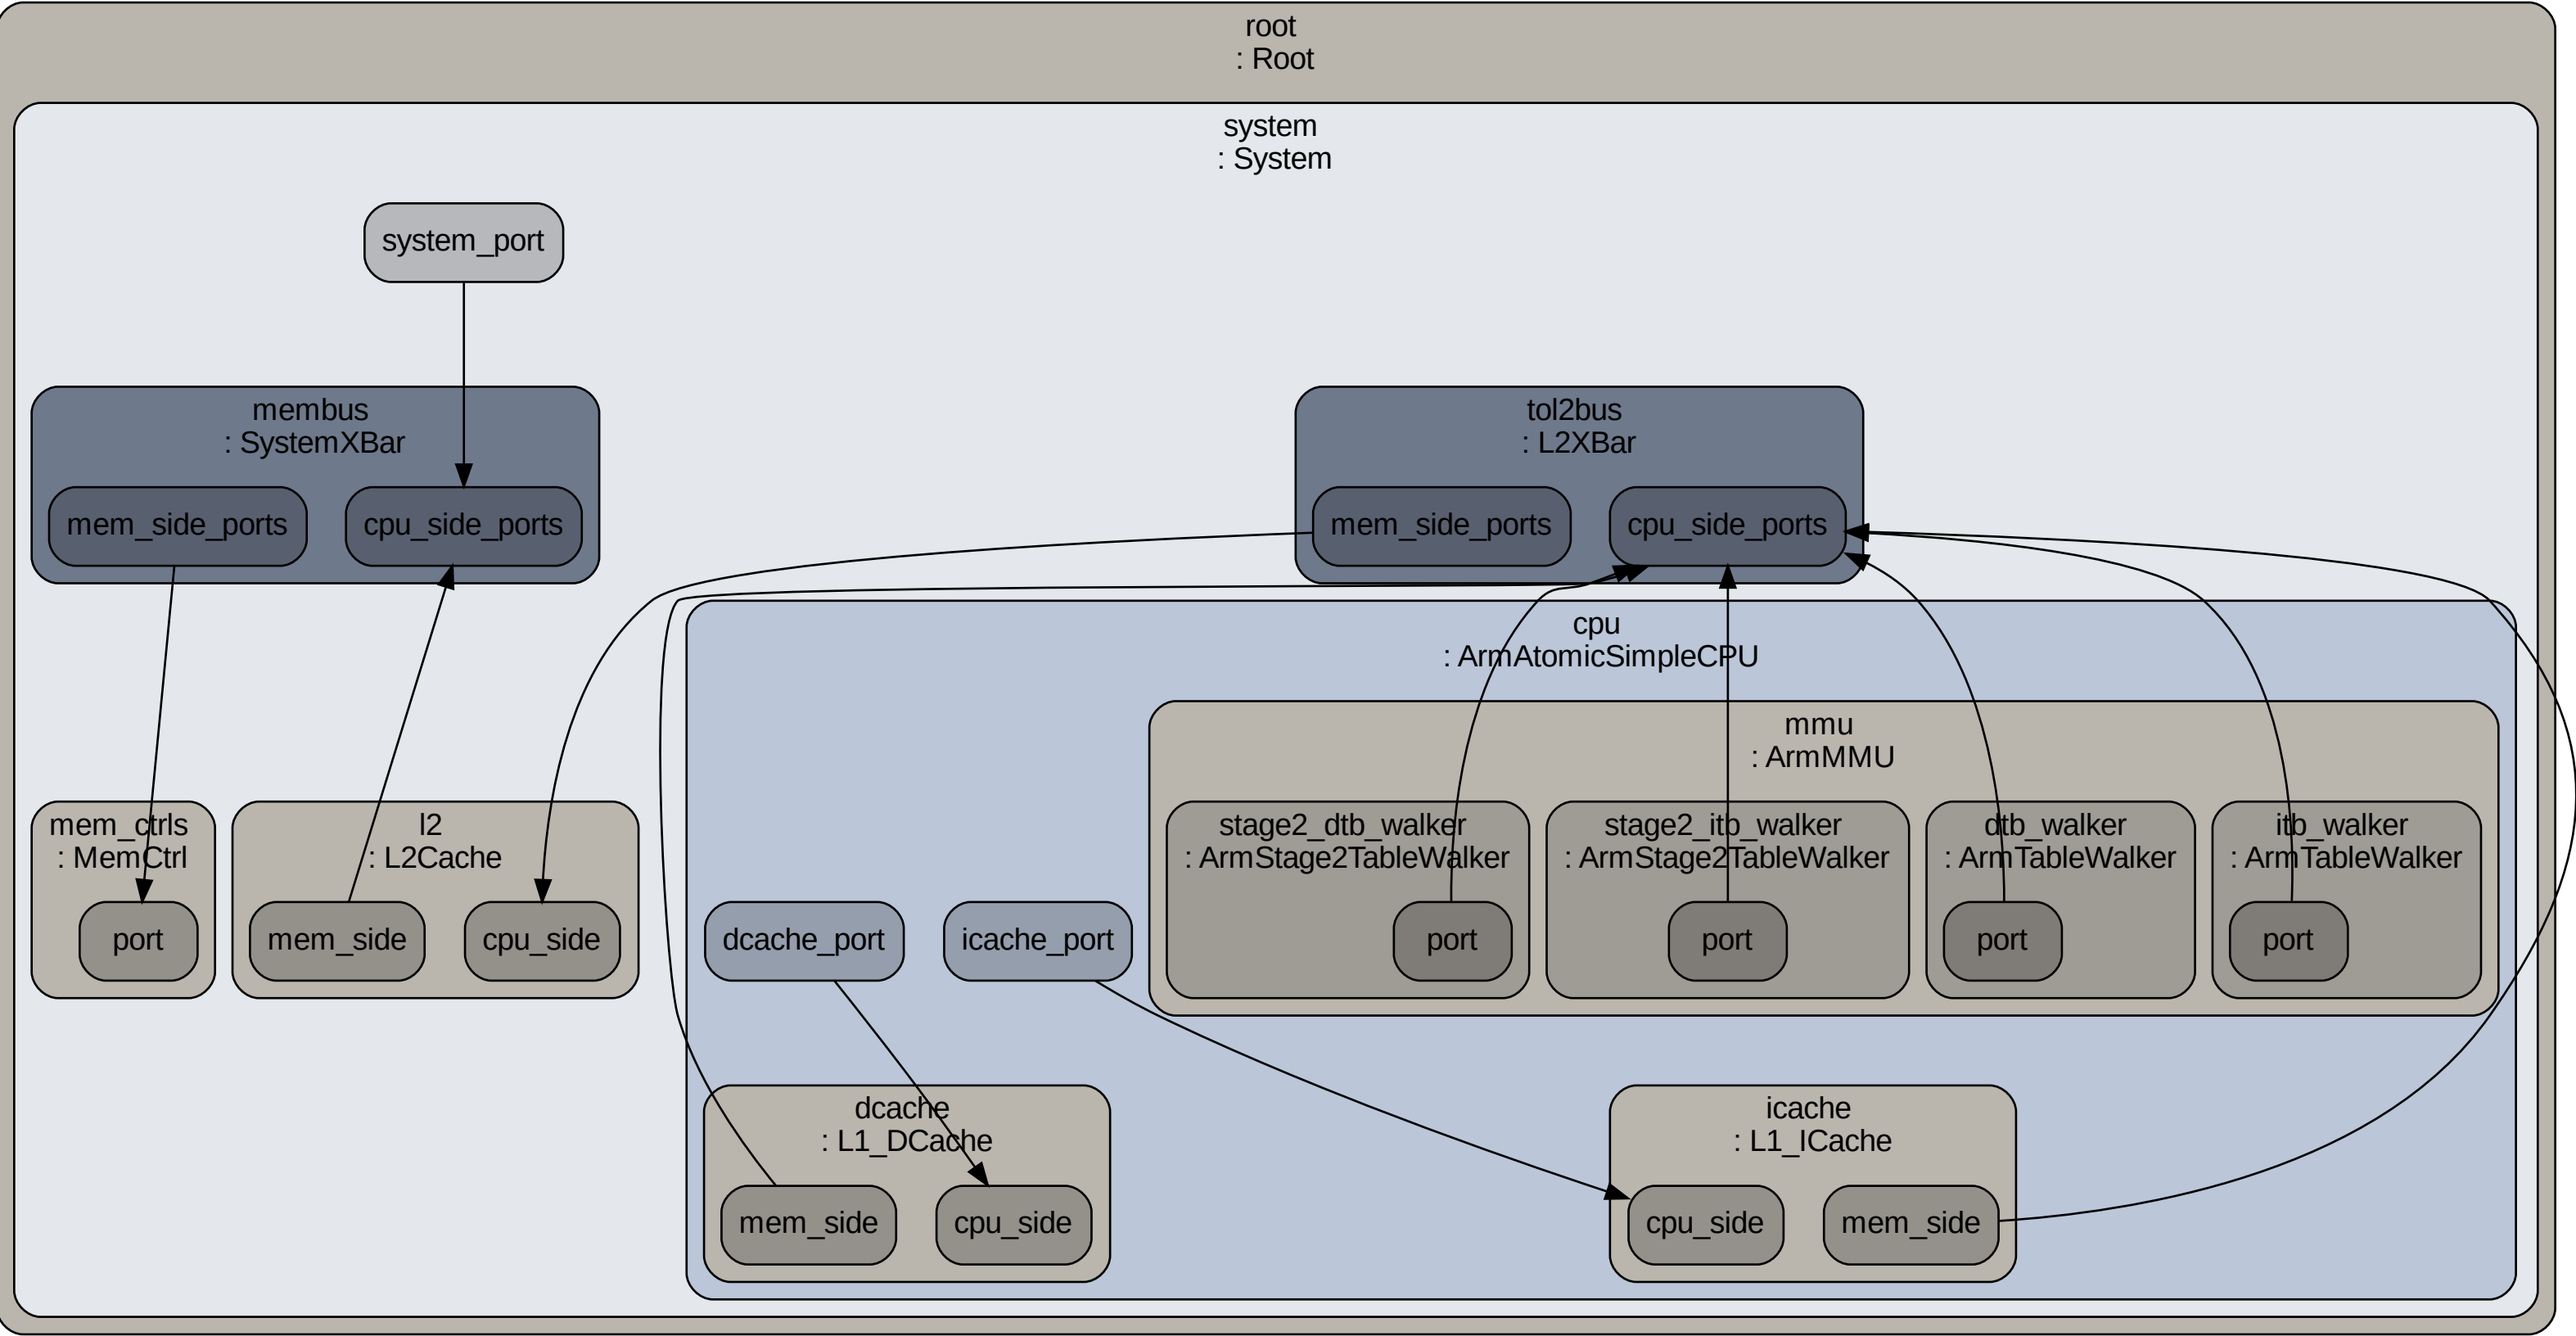 root
: Root
system
: System
system_port
membus
: SystemXBar
mem_side_ports
cpu_side_ports
tol2bus
: L2XBar
mem_side_ports
cpu_side_ports
cpu
: ArmAtomicSimpleCPU
mmu
: ArmMMU
mem_ctrls
: MemCtrl
port
l2
: L2Cache
mem_side
cpu_side
stage2_dtb_walker
: ArmStage2TableWalker
port
stage2_itb_walker
: ArmStage2TableWalker
port
dtb_walker
: ArmTableWalker
port
itb_walker
: ArmTableWalker
port
dcache_port
icache_port
dcache
: L1_DCache
mem_side
cpu_side
icache
: L1_ICache
cpu_side
mem_side